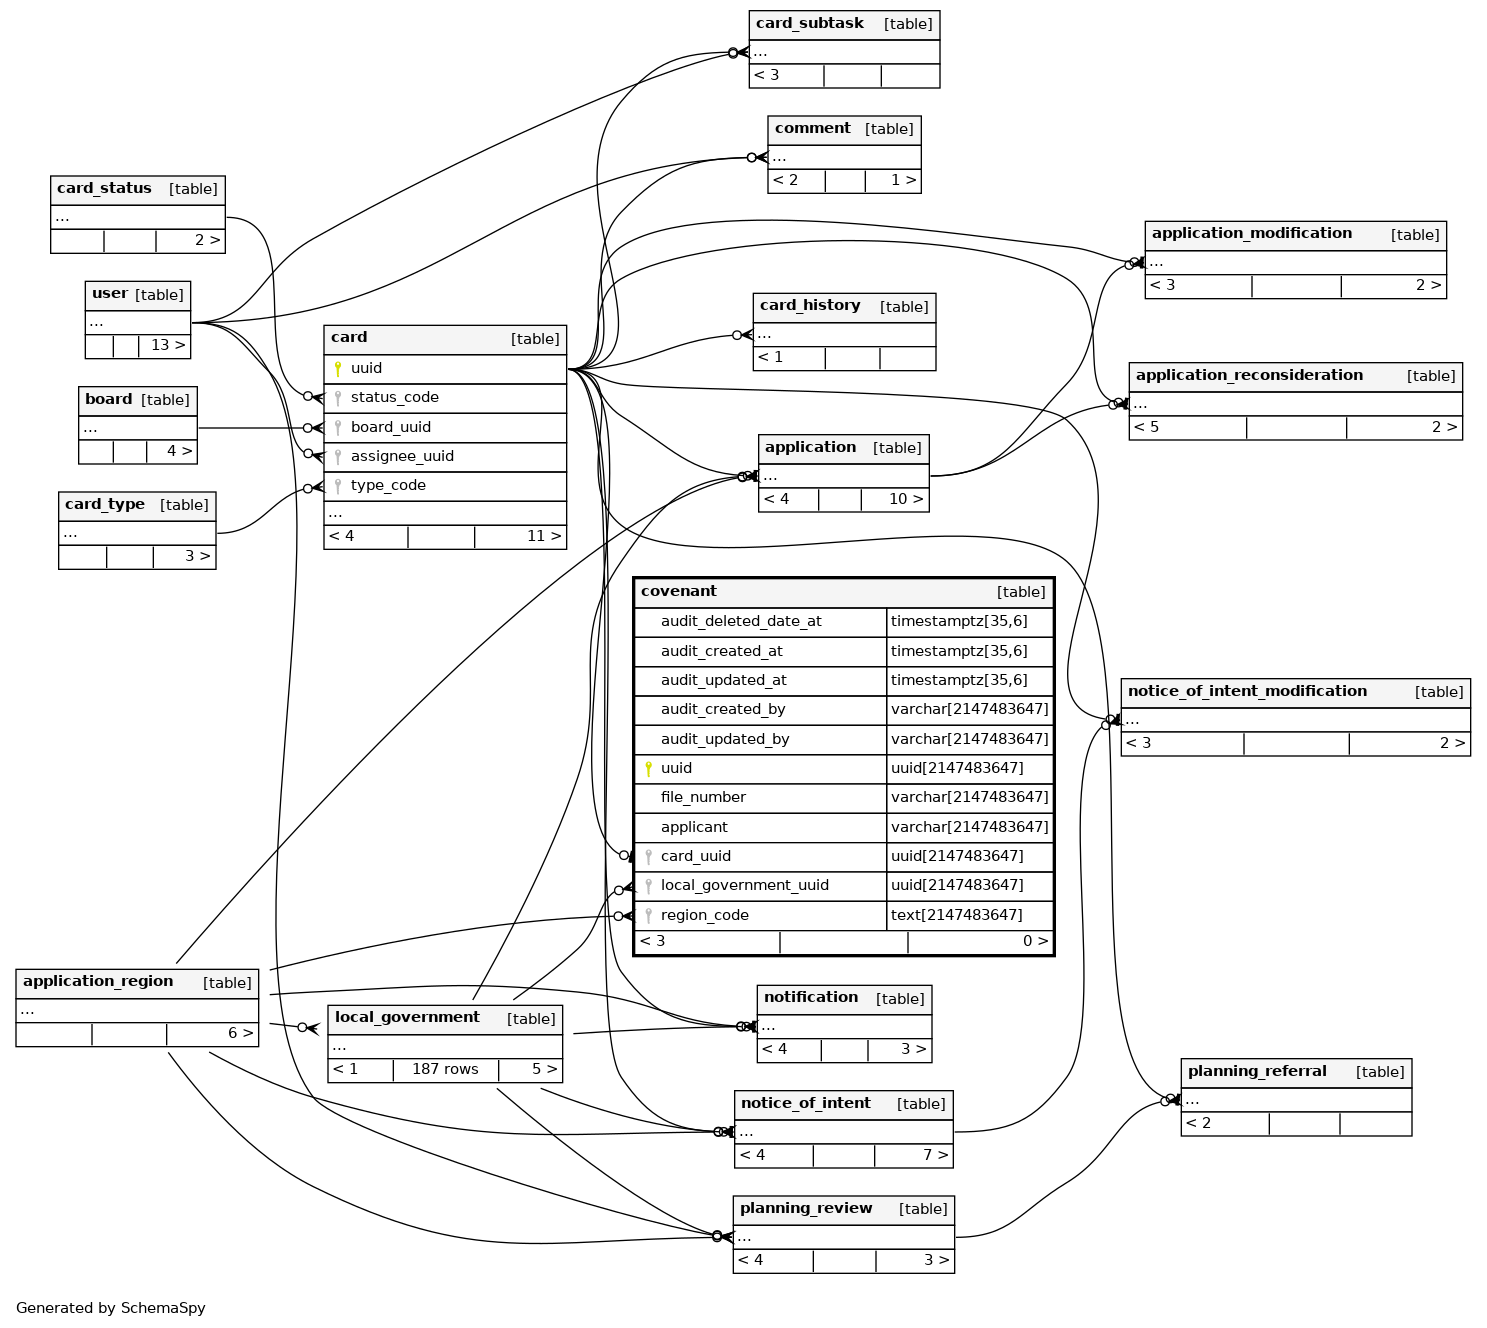 card_subtask [table]
...
< 3
comment [table]
...
< 2 1 >
card_status [table]
...
2 >
application_modification [table]
...
< 3 2 >
user [table]
...
13 >
card_history [table]
...
< 1
card [table]
uuid
status_code
board_uuid
assignee_uuid
type_code
...
< 4 11 >
application_reconsideration [table]
...
< 5 2 >
board [table]
...
4 >
application [table]
...
< 4 10 >
card_type [table]
...
3 >
covenant [table]
audit_deleted_date_at timestamptz[35,6]
audit_created_at timestamptz[35,6]
audit_updated_at timestamptz[35,6]
audit_created_by varchar[2147483647]
audit_updated_by varchar[2147483647]
uuid uuid[2147483647]
file_number varchar[2147483647]
applicant varchar[2147483647]
card_uuid uuid[2147483647]
local_government_uuid uuid[2147483647]
region_code text[2147483647]
< 3 0 >
notice_of_intent_modification [table]
...
< 3 2 >
application_region [table]
...
6 >
local_government [table]
...
< 1 187 rows 5 >
notification [table]
...
< 4 3 >
notice_of_intent [table]
...
< 4 7 >
planning_referral [table]
...
< 2
planning_review [table]
...
< 4 3 >
Generated by SchemaSpy